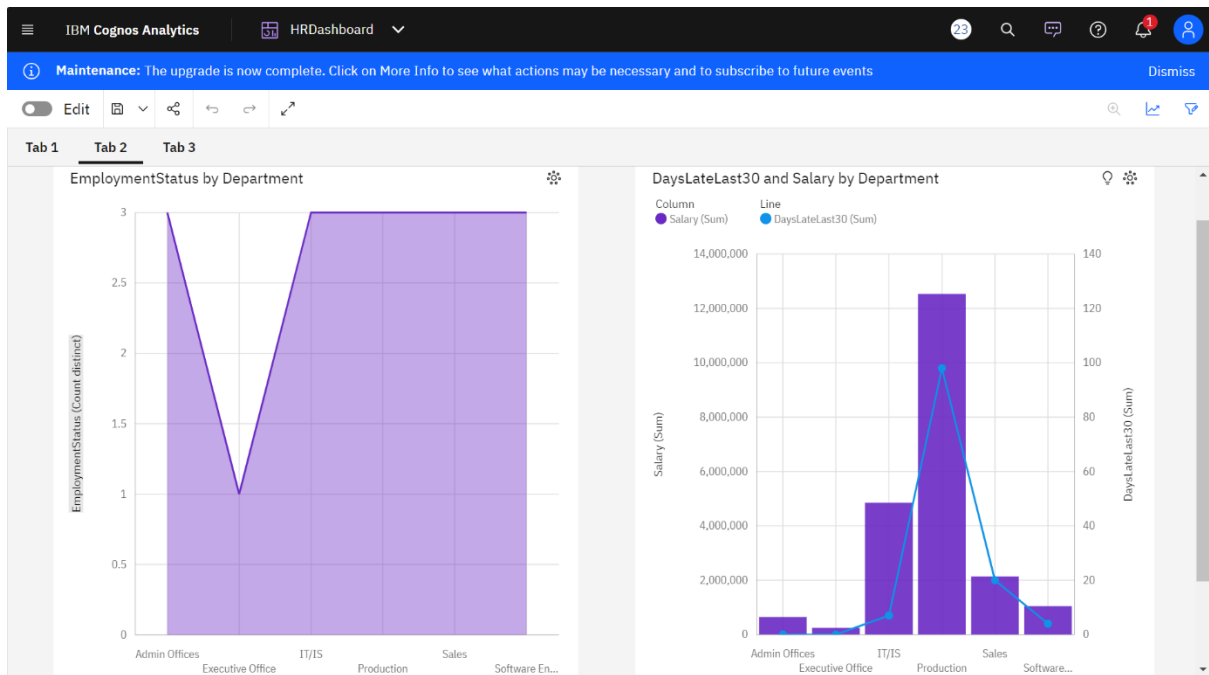 IBM Cognos Analytics HRDashboard 23 1
Maintenance: The upgrade is now complete. Click on More Info to see what actions may be necessary and to subscribe to future events Dismiss
Edit
Tab 1 Tab 2 Tab 3
EmploymentStatus by Department
3
2.5
2
1.5
1
0.5
0
EmploymentStatus (Count distinct)
Admin Offices IT/IS Sales
Executive Office Production Software En...
DaysLateLast30 and Salary by Department
Column Line
Salary (Sum) DaysLateLast30 (Sum)
14,000,000 140
12,000,000 120
10,000,000 100
8,000,000 80
6,000,000 60
4,000,000 40
2,000,000 20
0 0
Salary (Sum)
DaysLateLast30 (Sum)
Admin Offices IT/IS Sales
Executive Office Production Software...